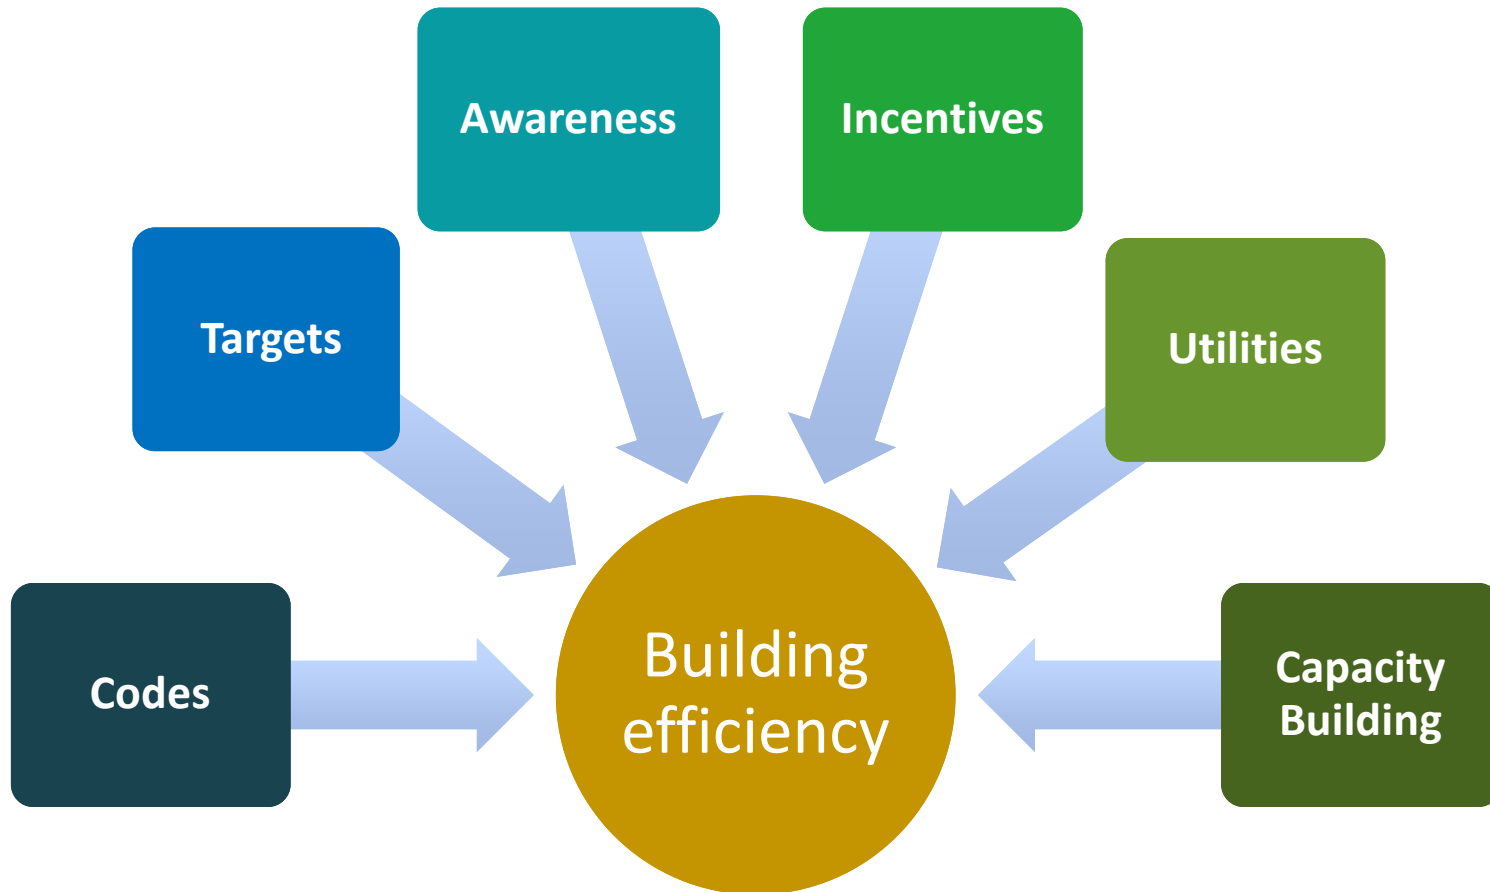 Awareness
Incentives
Targets
Utilities
Codes
Building
efficiency
Capacity
Building